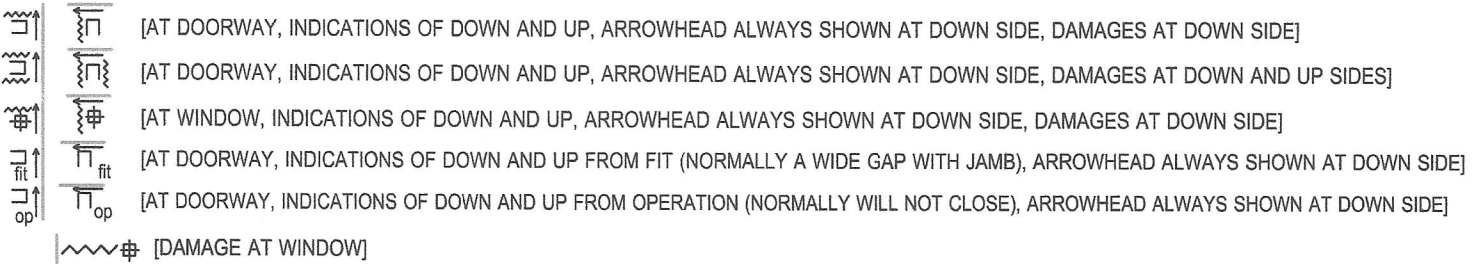 [AT DOORWAY, INDICATIONS OF DOWN AND UP, ARROWHEAD ALWAYS SHOWN AT DOWN SIDE, DAMAGES AT DOWN SIDE]
[AT DOORWAY, INDICATIONS OF DOWN AND UP, ARROWHEAD ALWAYS SHOWN AT DOWN SIDE, DAMAGES AT DOWN AND UP SIDES]
[AT WINDOW, INDICATIONS OF DOWN AND UP, ARROWHEAD ALWAYS SHOWN AT DOWN SIDE, DAMAGES AT DOWN SIDE]
fit fit [AT DOORWAY, INDICATIONS OF DOWN AND UP FROM FIT (NORMALLY A WIDE GAP WITH JAMB), ARROWHEAD ALWAYS SHOWN AT DOWN SIDE]
op op [AT DOORWAY, INDICATIONS OF DOWN AND UP FROM OPERATION (NORMALLY WILL NOT CLOSE), ARROWHEAD ALWAYS SHOWN AT DOWN SIDE]
[DAMAGE AT WINDOW]